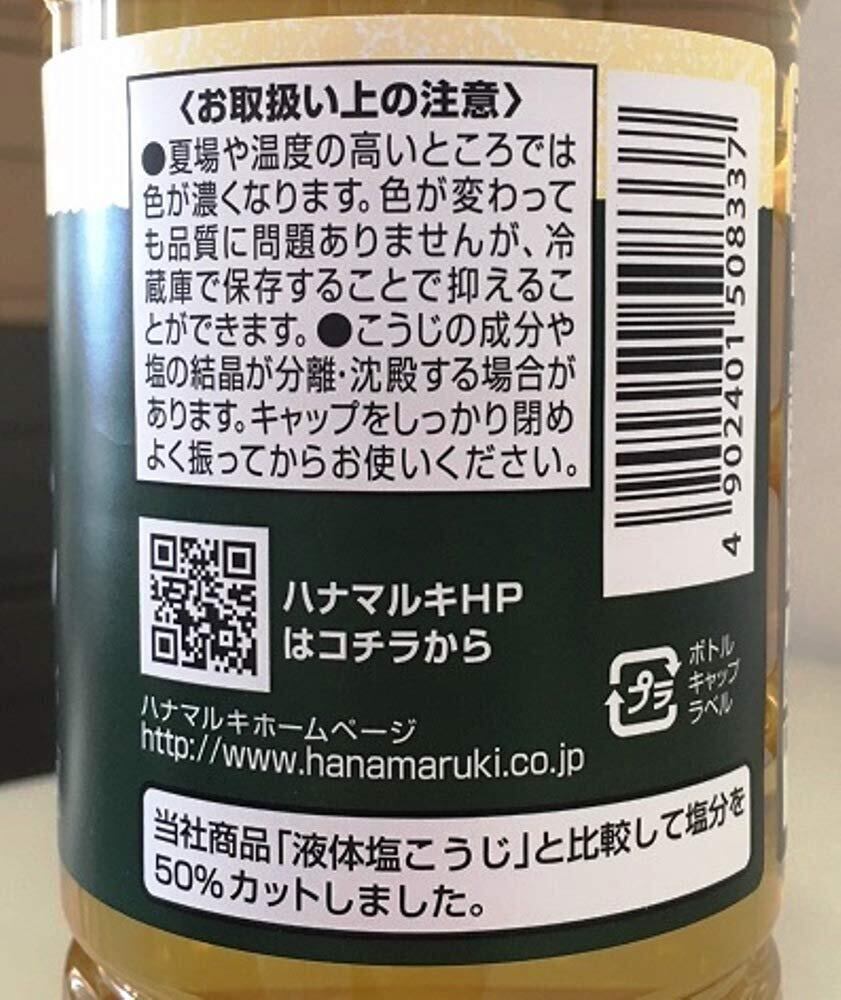 〈お取扱い上の注意〉
●夏場や温度の高いところでは
色が濃くなります。色が変わって
も品質に問題ありませんが、冷
蔵庫で保存することで抑えるこ
とができます。●こうじの成分や
塩の結晶が分離・沈殿する場合が
あります。キャップをしっかり閉め
よく振ってからお使いください。
4 902401 508337
ハナマルキHP
はコチラから
プラ
ボトル
キャップ
ラベル
ハナマルキホームページ
http://www.hanamaruki.co.jp
当社商品「液体塩こうじ」と比較して塩分を
50%カットしました。